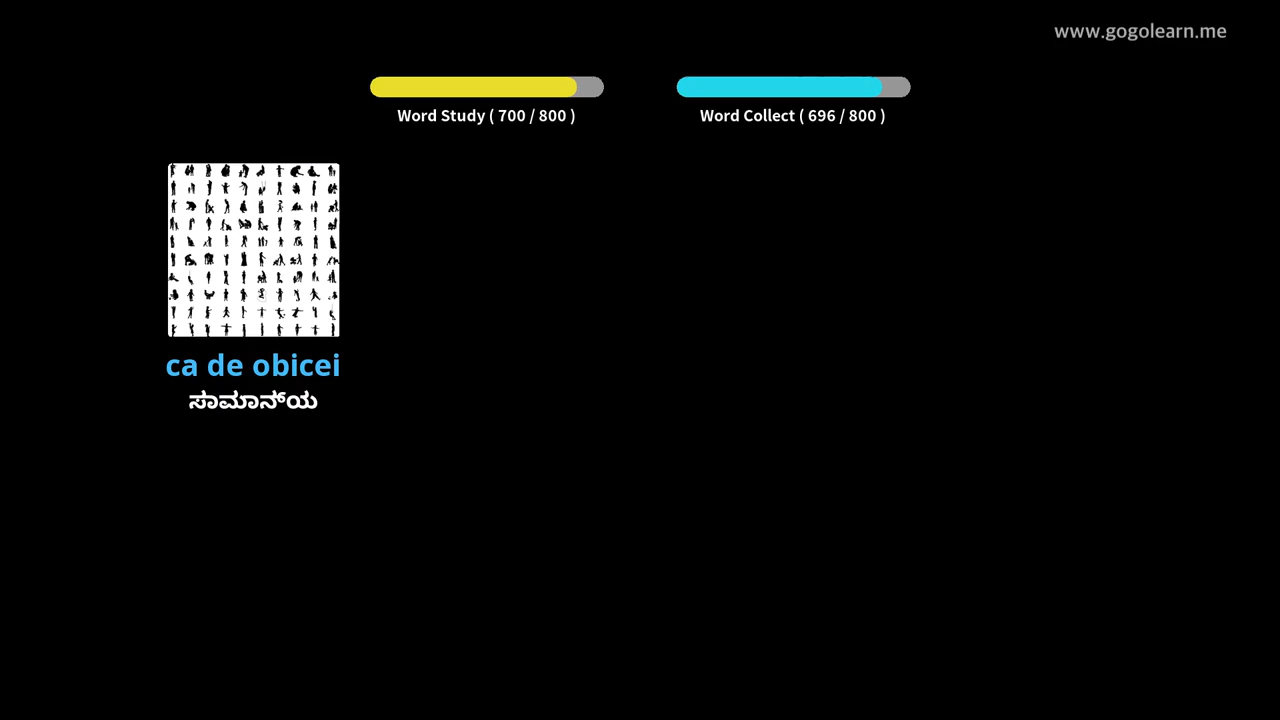 www.gogolearn.me
Word Study ( 700 / 800 )
Word Collect ( 696 / 800 )
ca de obicei
ಸಾಮಾನ್ಯ